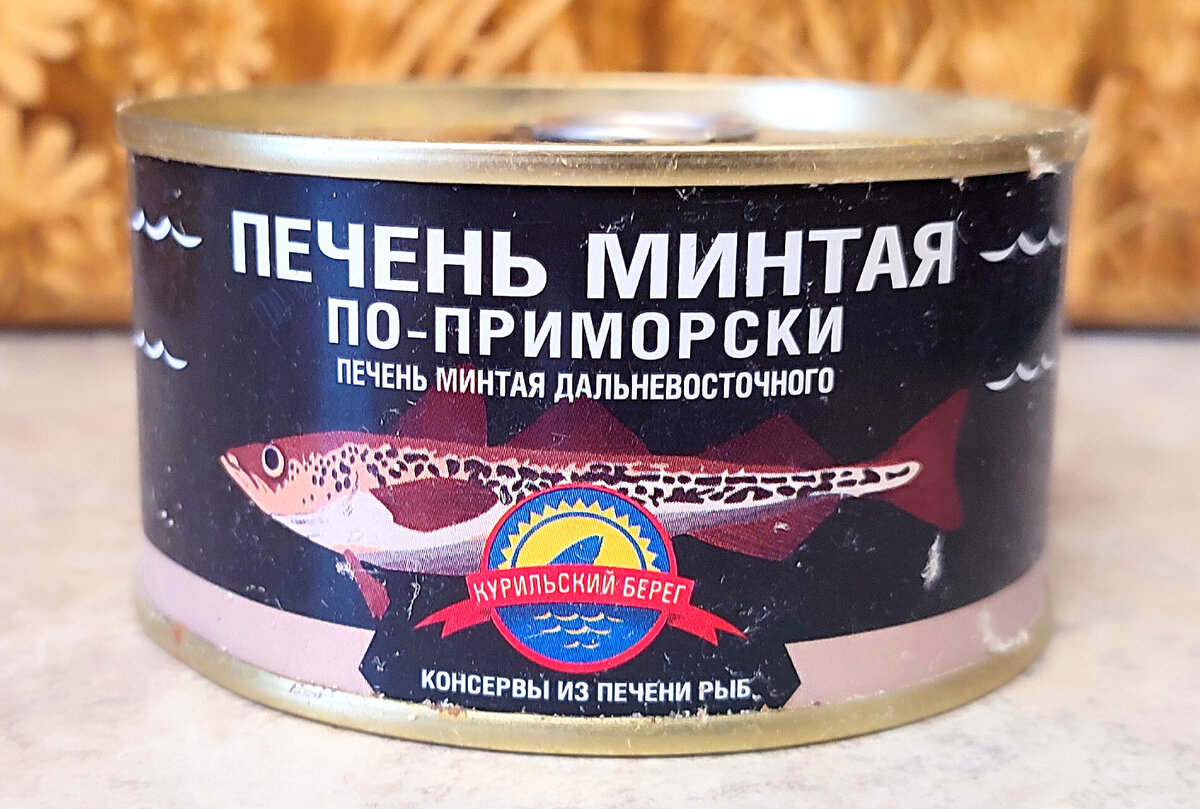 ПЕЧЕНЬ МИНТАЯ
ПО-ПРИМОРСКИ
ПЕЧЕНЬ МИНТАЯ ДАЛЬНЕВОСТОЧНОГО
КУРИЛЬСКИЙ БЕРЕГ
КОНСЕРВЫ ИЗ ПЕЧЕНИ РЫБ